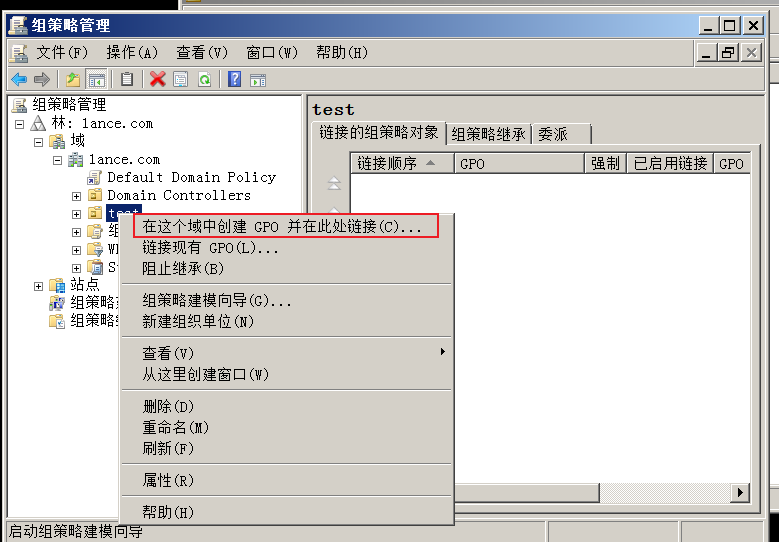 组策略管理
文件(F) 操作(A) 查看(V) 窗口(W) 帮助(H)
组策略管理
林: lance.com
域
lance.com
Default Domain Policy
Domain Controllers
test
组
W
S
站点
组策略
组策略
test
链接的组策略对象 组策略继承 委派
链接顺序 GPO 强制 已启用链接 GPO
在这个域中创建 GPO 并在此处链接(C)...
链接现有 GPO(L)...
阻止继承(B)
组策略建模向导(G)...
新建组织单位(N)
查看(V)
从这里创建窗口(W)
删除(D)
重命名(M)
刷新(F)
属性(R)
帮助(H)
启动组策略建模向导